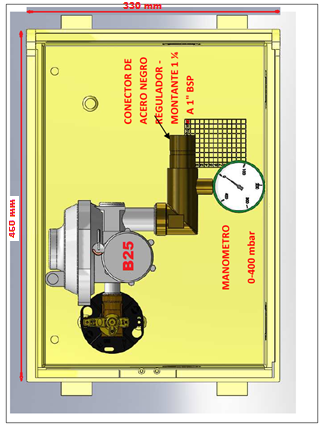 330 mm
460 mm
CONECTOR DE
ACERO NEGRO
REGULADOR -
MONTANTE 1 ¼
A 1" BSP
B25
MANOMETRO
0-400 mbar